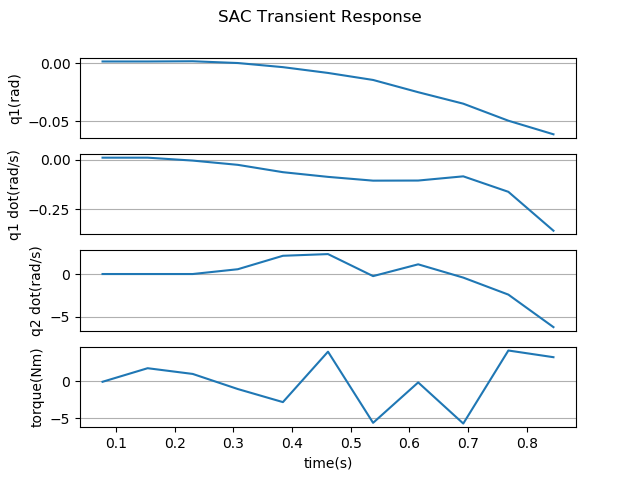 SAC Transient Response
q1(rad)
0.00
−0.05
q1 dot(rad/s)
0.00
−0.25
q2 dot(rad/s)
0
−5
torque(Nm)
0
−5
0.1 0.2 0.3 0.4 0.5 0.6 0.7 0.8
time(s)